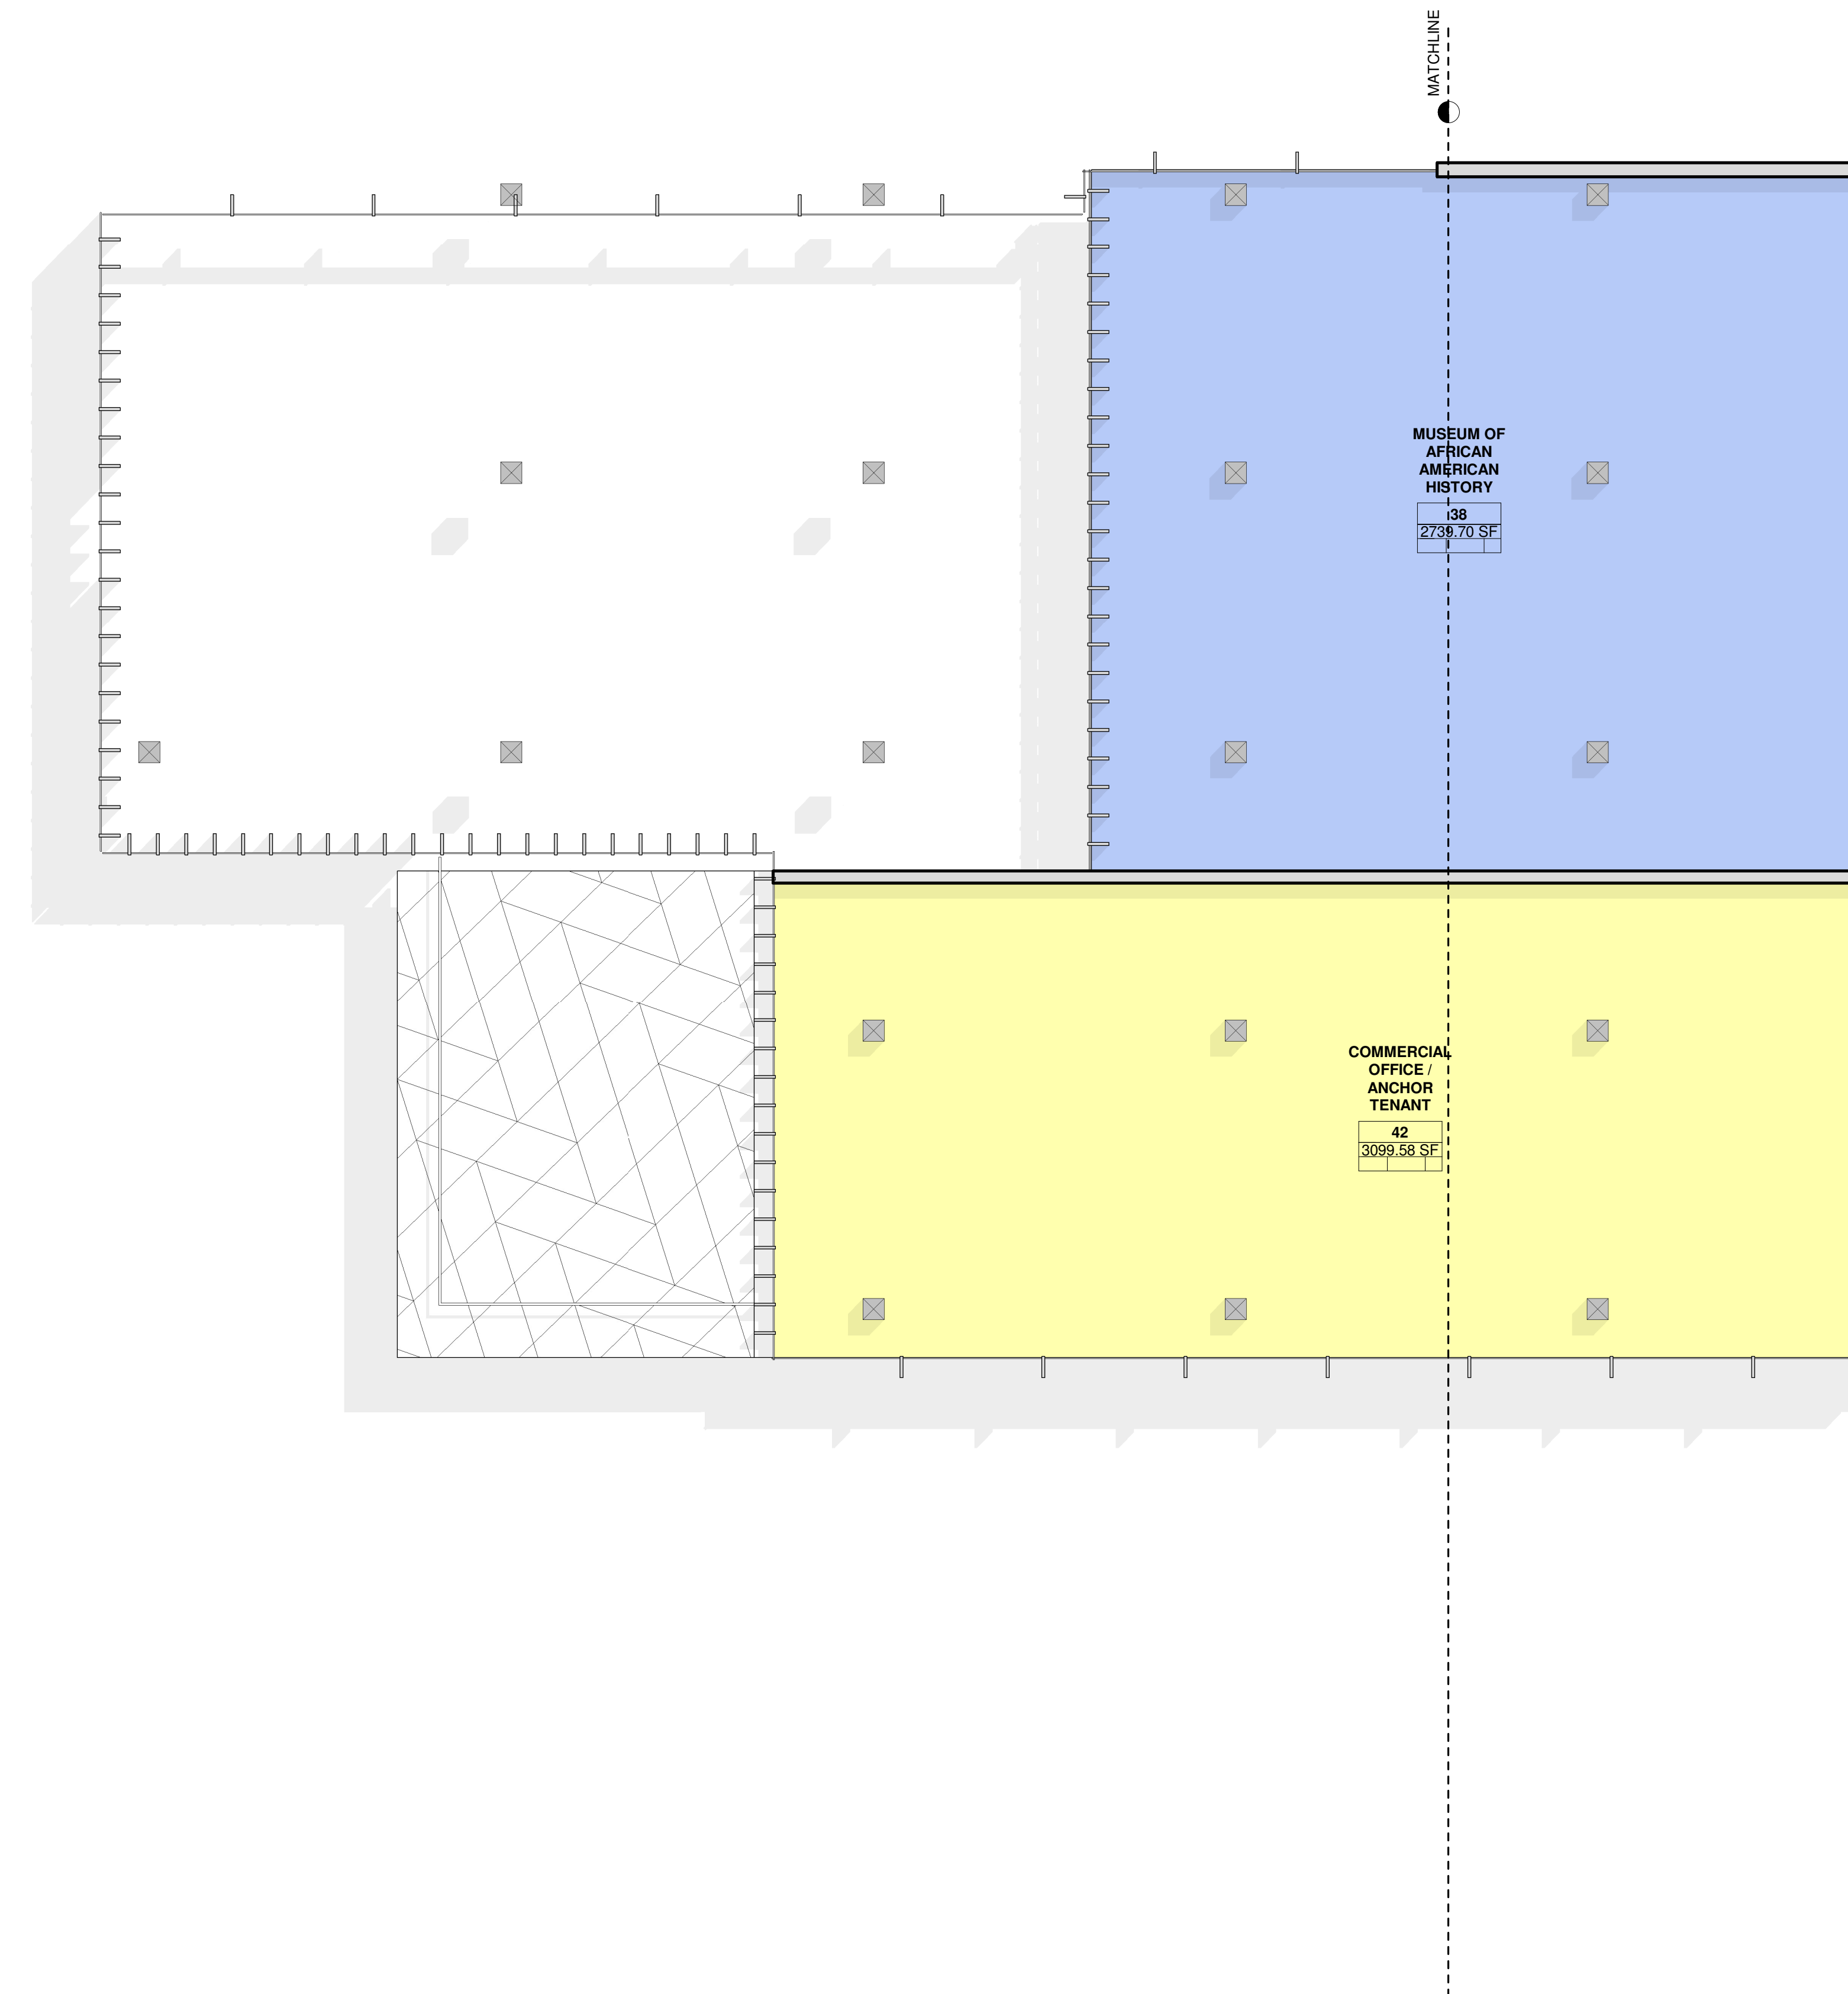 MATCHLINE
MUSEUM OF
AFRICAN
AMERICAN
HISTORY
38
2739.70 SF
COMMERCIAL
OFFICE /
ANCHOR
TENANT
42
3099.58 SF